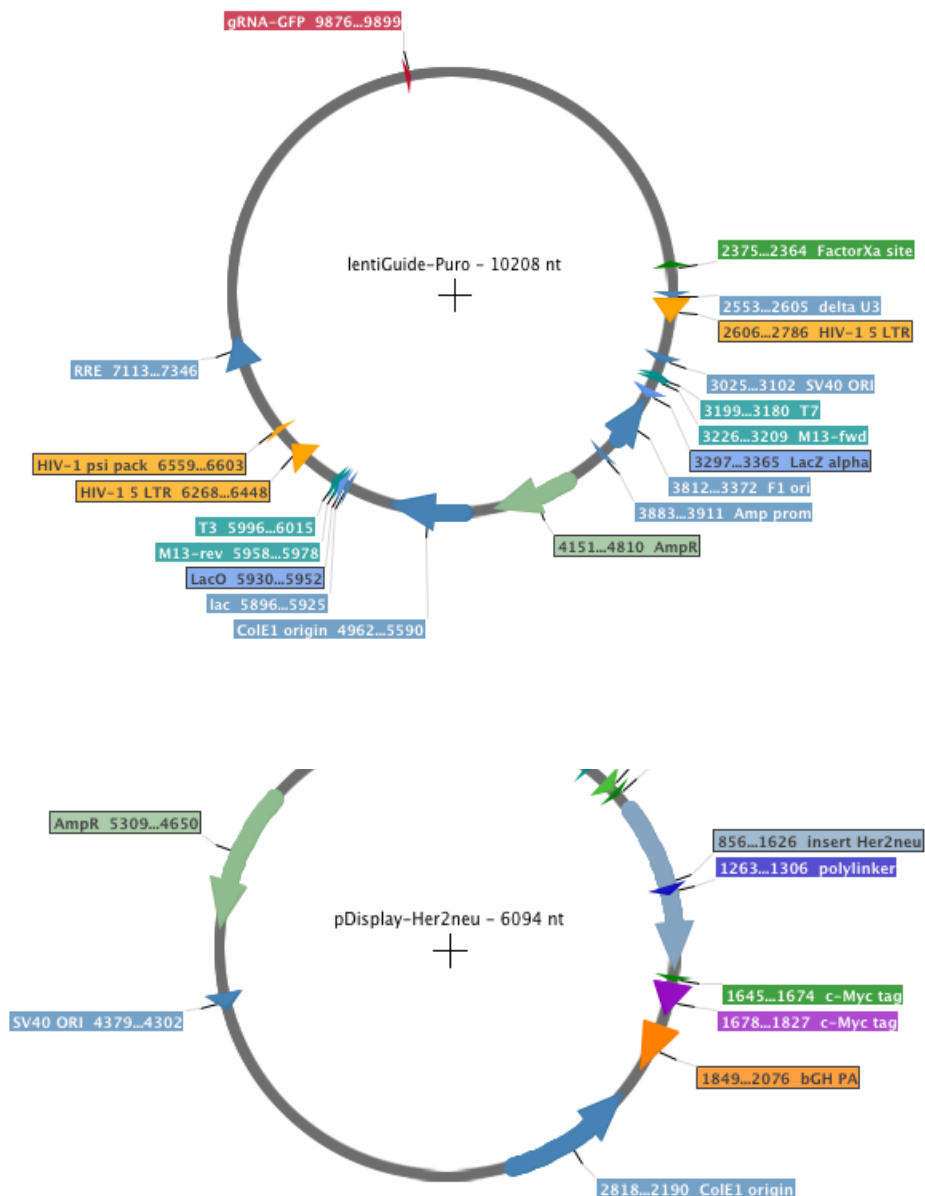 gRNA-GFP 9876...9899
lentiGuide-Puro - 10208 nt
2375...2364 FactorXa site
2553...2605 delta U3
2606...2786 HIV-1 5 LTR
3025...3102 SV40 ORI
3199...3180 T7
3226...3209 M13-fwd
3297...3365 LacZ alpha
3812...3372 F1 ori
3883...3911 Amp prom
4151...4810 AmpR
RRE 7113...7346
HIV-1 psi pack 6559...6603
HIV-1 5 LTR 6268...6448
T3 5996...6015
M13-rev 5958...5978
LacO 5930...5952
lac 5896...5925
ColE1 origin 4962...5590
AmpR 5309...4650
856...1626 insert Her2neu
1263...1306 polylinker
pDisplay-Her2neu - 6094 nt
1645...1674 c-Myc tag
1678...1827 c-Myc tag
SV40 ORI 4379...4302
1849...2076 bGH PA
2818...2190 ColE1 origin